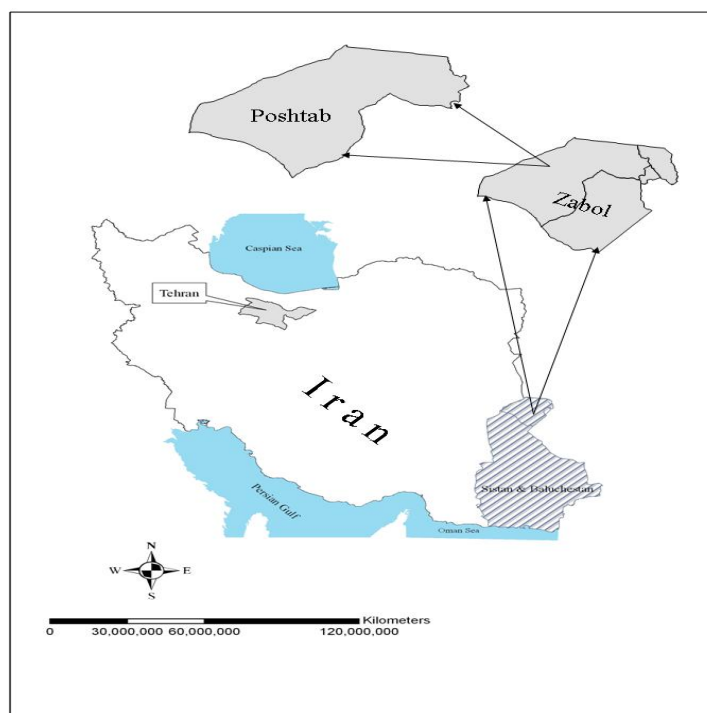 Poshtab
Zabol
Caspian Sea
Tehran
Iran
Sistan & Baluchestan
Persian Gulf
Oman Sea
N
W E
S
Kilometers
0 30,000,000 60,000,000 120,000,000